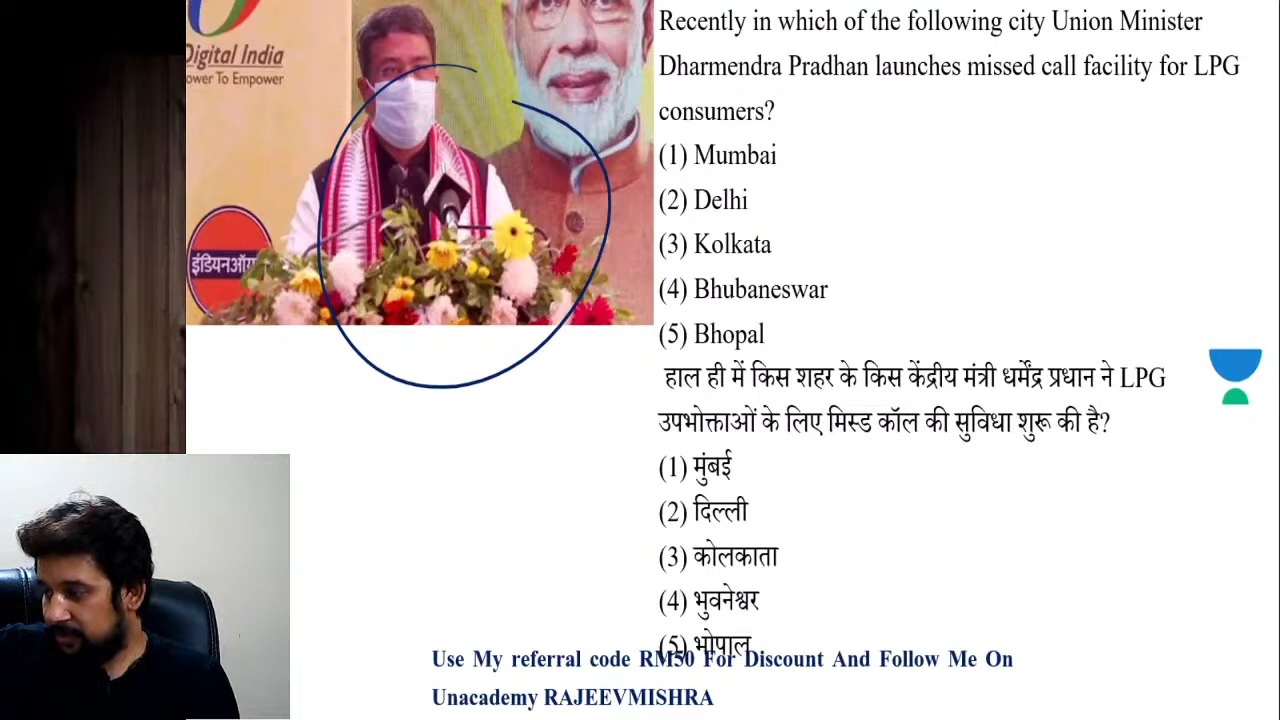 Digital India
ower To Empower
इंडियनऑय
Recently in which of the following city Union Minister
Dharmendra Pradhan launches missed call facility for LPG
consumers?
(1) Mumbai
(2) Delhi
(3) Kolkata
(4) Bhubaneswar
(5) Bhopal
हाल ही में किस शहर के किस केंद्रीय मंत्री धर्मेंद्र प्रधान ने LPG
उपभोक्ताओं के लिए मिस्ड कॉल की सुविधा शुरू की है?
(1) मुंबई
(2) दिल्ली
(3) कोलकाता
(4) भुवनेश्वर
(5) भोपाल
Use My referral code RM50 For Discount And Follow Me On
Unacademy RAJEEVMISHRA